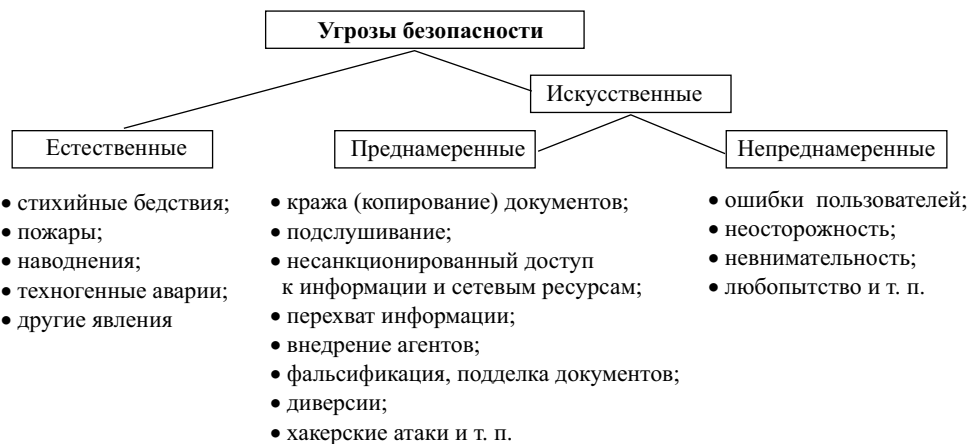 Угрозы безопасности
Искусственные
Естественные
Преднамеренные
Непреднамеренные
• стихийные бедствия;
• пожары;
• наводнения;
• техногенные аварии;
• другие явления
• кража (копирование) документов;
• подслушивание;
• несанкционированный доступ
к информации и сетевым ресурсам;
• перехват информации;
• внедрение агентов;
• фальсификация, подделка документов;
• диверсии;
• хакерские атаки и т. п.
• ошибки пользователей;
• неосторожность;
• невнимательность;
• любопытство и т. п.